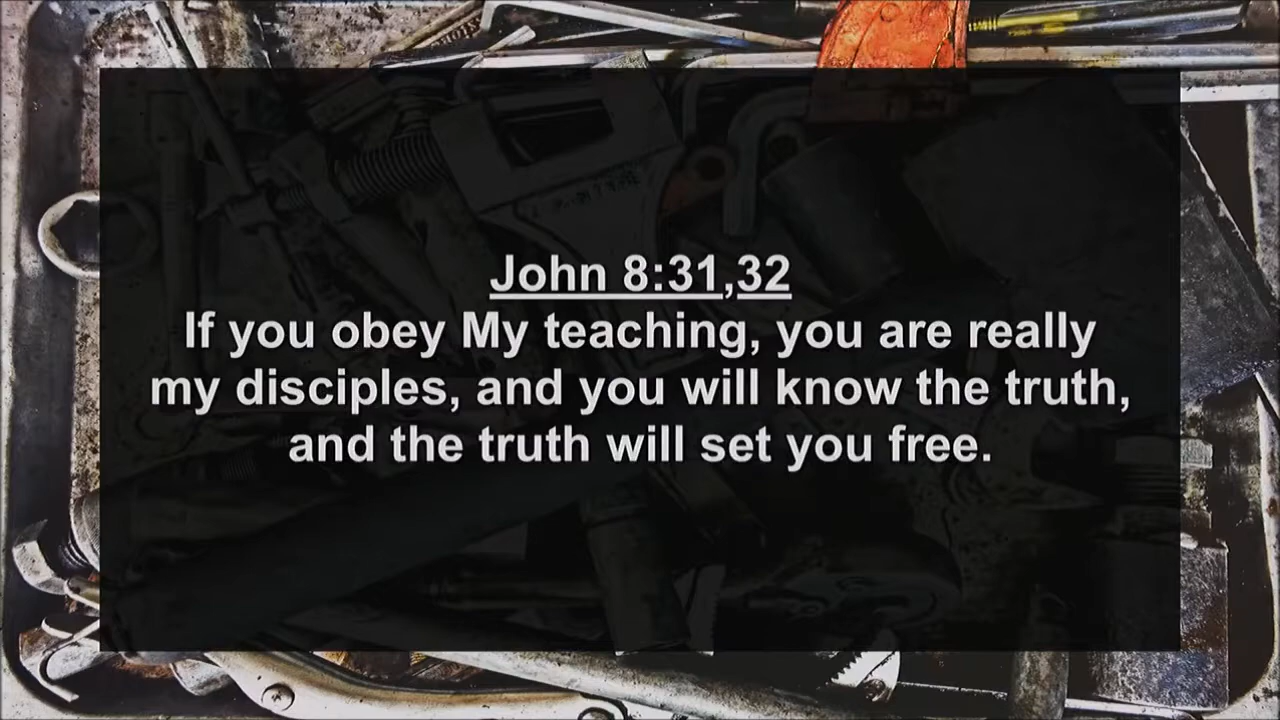 John 8:31,32
If you obey My teaching, you are really
my disciples, and you will know the truth,
and the truth will set you free.